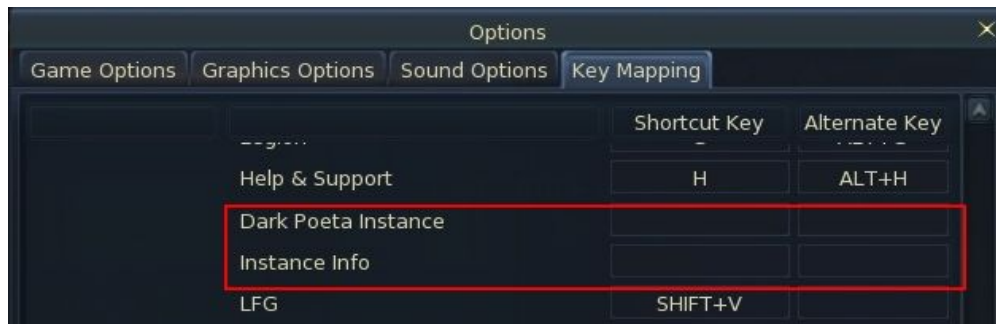 Options
Game Options Graphics Options Sound Options Key Mapping
Shortcut Key Alternate Key
Help & Support H ALT+H
Dark Poeta Instance
Instance Info
LFG SHIFT+V